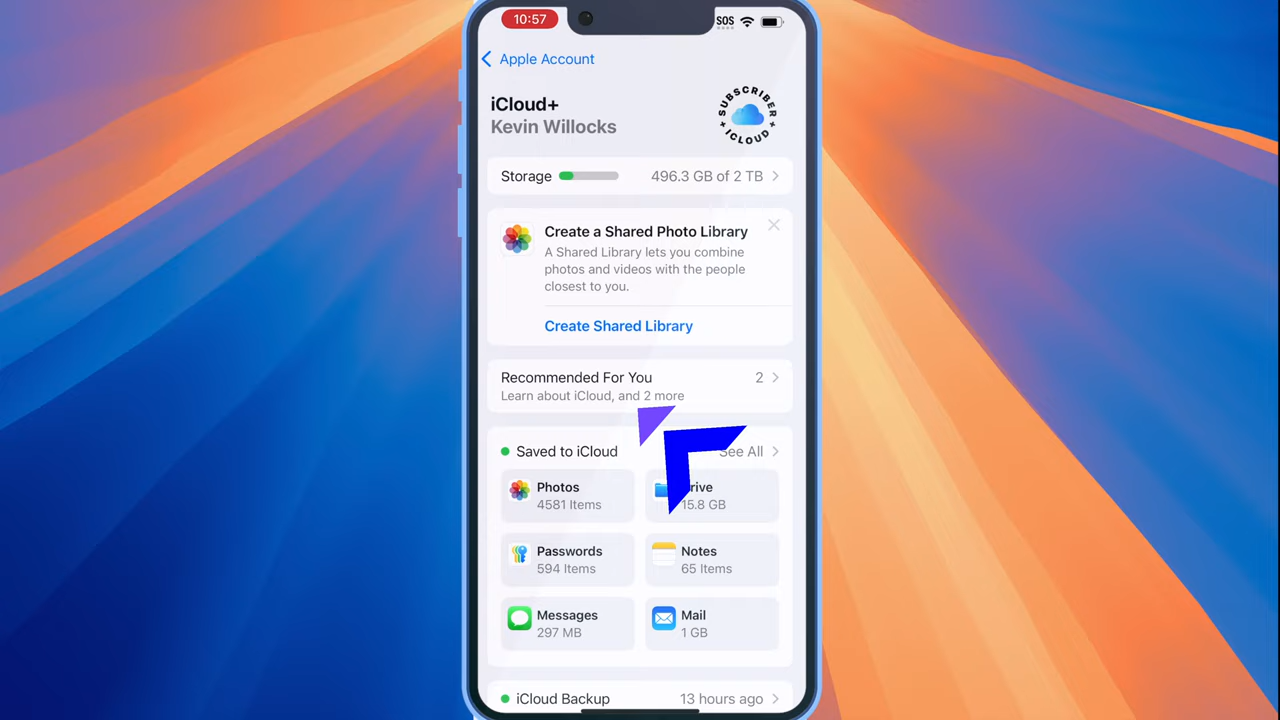 10:57
SOS
Apple Account
iCloud+
Kevin Willocks
SUBSCRIBER
ICLOUD
Storage 496.3 GB of 2 TB
Create a Shared Photo Library
A Shared Library lets you combine
photos and videos with the people
closest to you.
Create Shared Library
Recommended For You 2
Learn about iCloud, and 2 more
Saved to iCloud See All
Photos
4581 Items
rive
15.8 GB
Passwords
594 Items
Notes
65 Items
Messages
297 MB
Mail
1 GB
iCloud Backup 13 hours ago